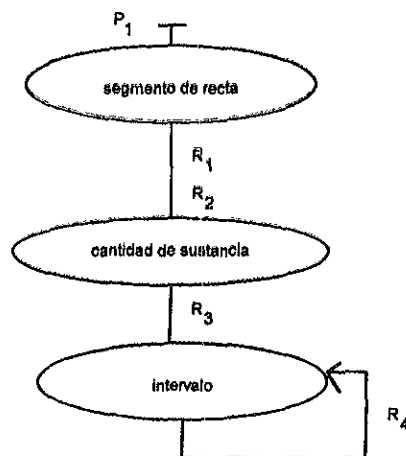 P1
segmento de recta
R1
R2
cantidad de sustancia
R3
intervalo
R4